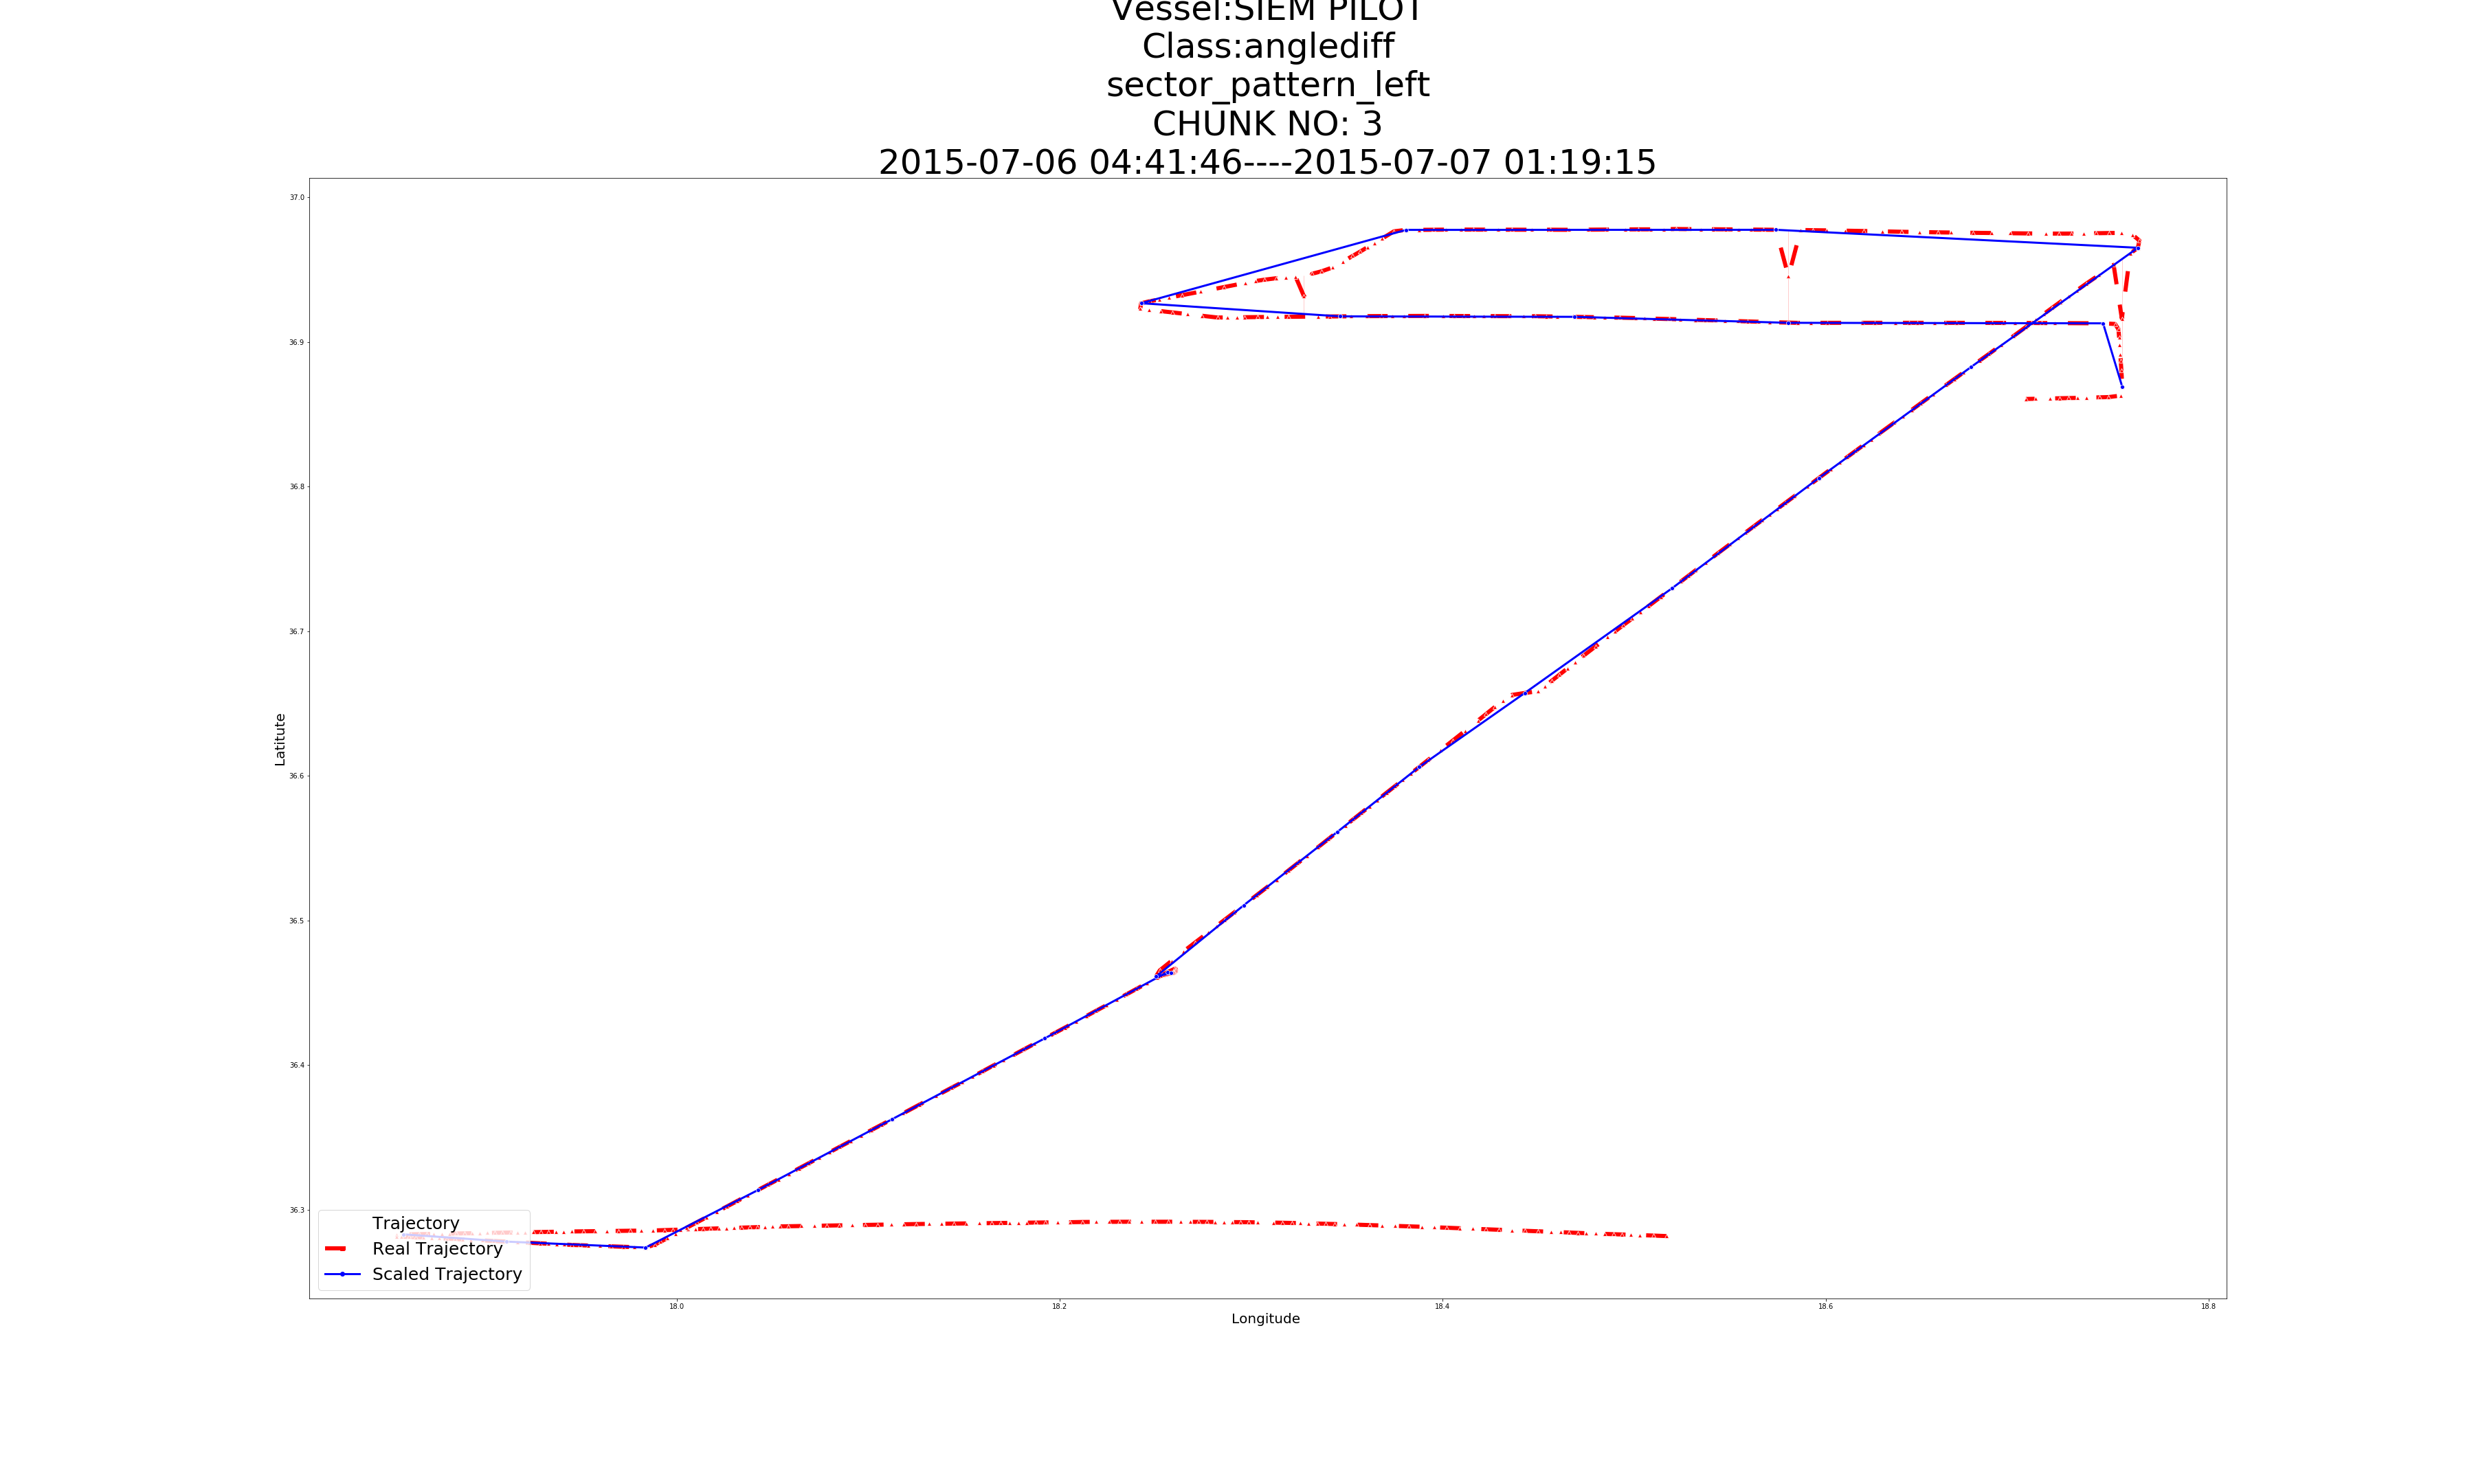 Vessel:SIEM PILOT
Class:anglediff
sector_pattern_left
CHUNK NO: 3
2015-07-06 04:41:46----2015-07-07 01:19:15
37.0
36.9
36.8
36.7
36.6
36.5
36.4
36.3
Latitute
Trajectory
Real Trajectory
Scaled Trajectory
18.0
18.2
18.4
18.6
18.8
Longitude